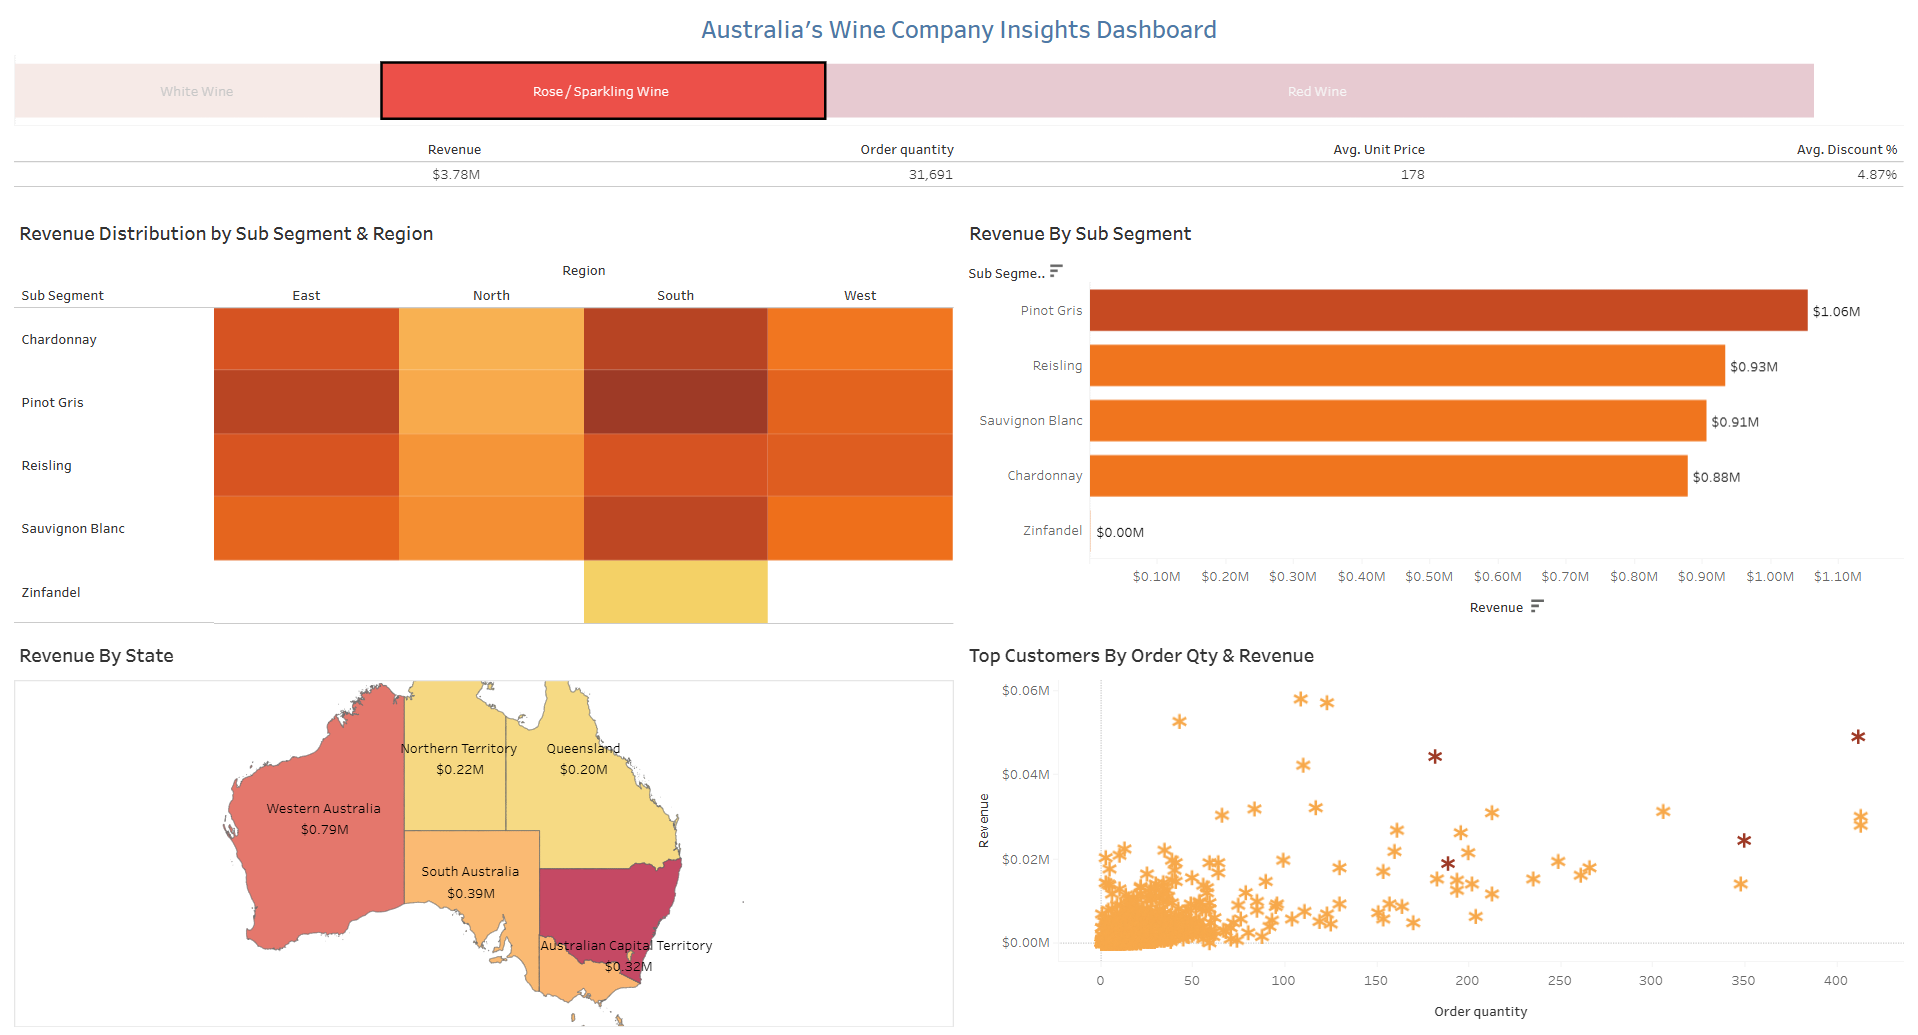 Australia's Wine Company Insights Dashboard
White Wine Rose / Sparkling Wine Red Wine
Revenue Order quantity Avg. Unit Price Avg. Discount %
$3.78M 31,691 178 4.87%
Revenue Distribution by Sub Segment & Region
Region
Sub Segment East North South West
Chardonnay
Pinot Gris
Reisling
Sauvignon Blanc
Zinfandel
Revenue By Sub Segment
Sub Segme..
Pinot Gris $1.06M
Reisling $0.93M
Sauvignon Blanc $0.91M
Chardonnay $0.88M
Zinfandel $0.00M
$0.10M $0.20M $0.30M $0.40M $0.50M $0.60M $0.70M $0.80M $0.90M $1.00M $1.10M
Revenue
Revenue By State
Northern Territory
$0.22M
Queensland
$0.20M
Western Australia
$0.79M
South Australia
$0.39M
Australian Capital Territory
$0.32M
Top Customers By Order Qty & Revenue
Revenue
$0.06M
$0.04M
$0.02M
$0.00M
0 50 100 150 200 250 300 350 400
Order quantity